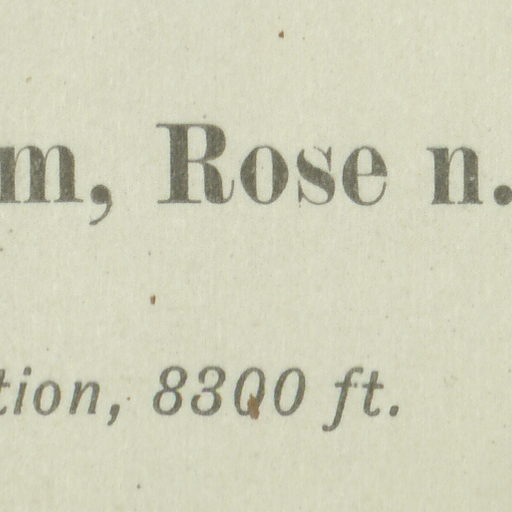 m, Rose n.
tion, 8300 ft.